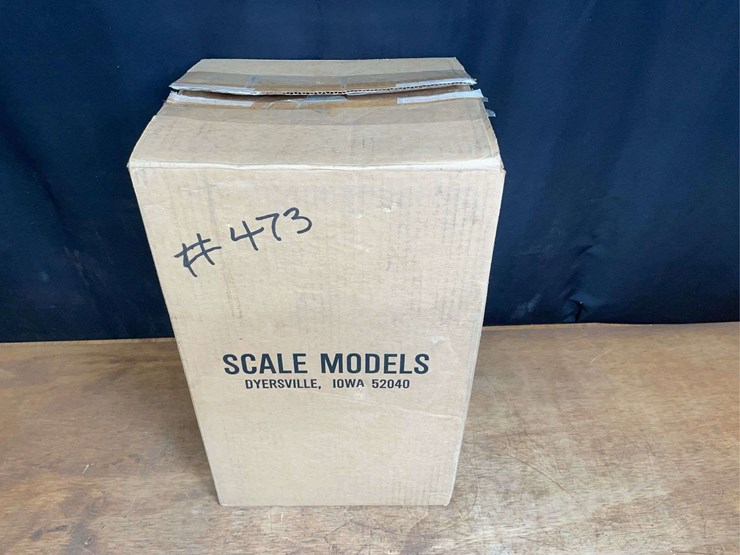 # 473
SCALE MODELS
DYERSVILLE, IOWA 52040